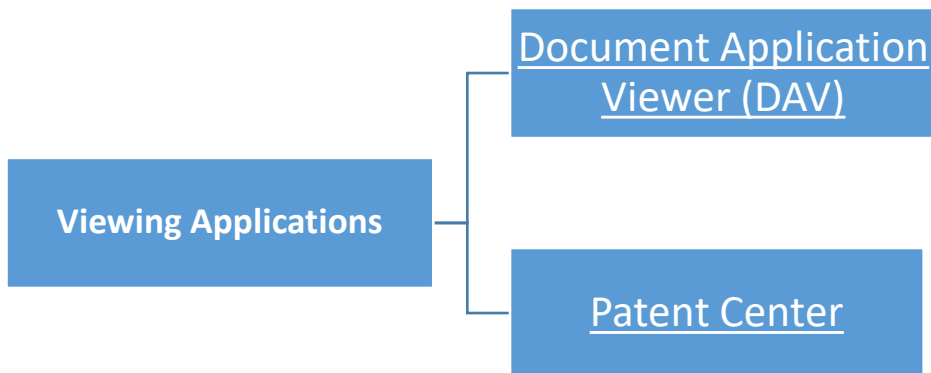 Viewing Applications
Document Application
Viewer (DAV)
Patent Center